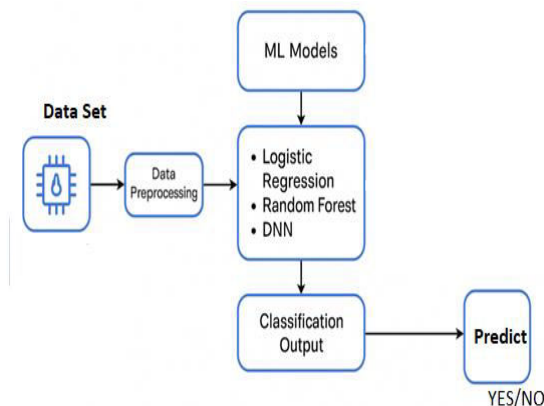 ML Models
Data Set
Data
Preprocessing
• Logistic
Regression
• Random Forest
• DNN
Classification
Output
Predict
YES/NO